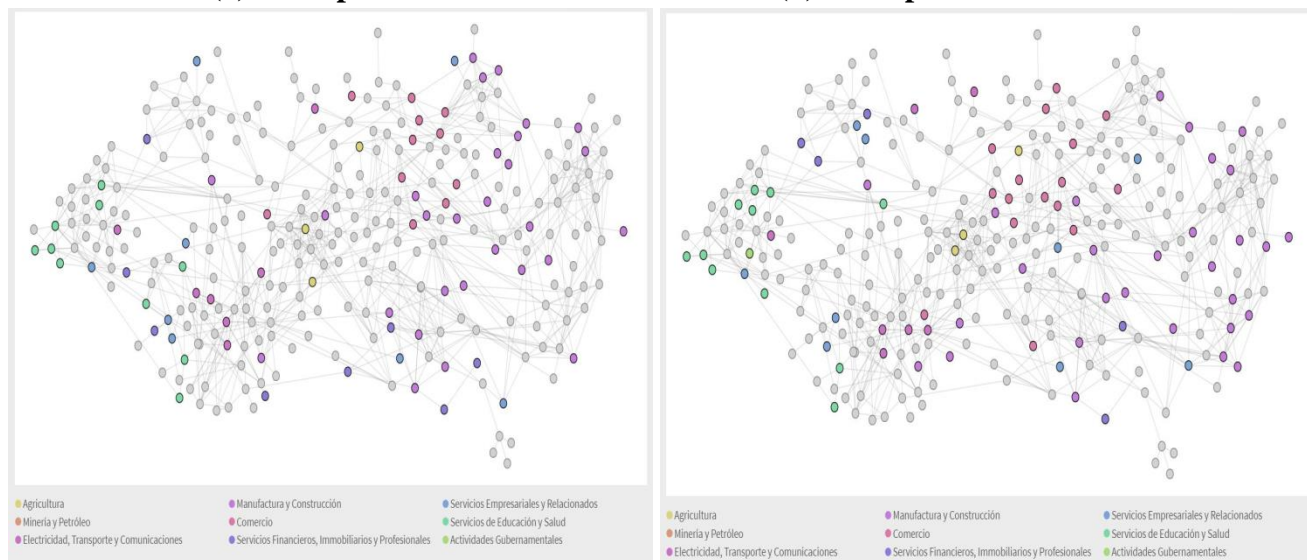 Agricultura
Manufactura y Construcción
Servicios Empresariales y Relacionados
Minería y Petróleo
Comercio
Servicios de Educación y Salud
Electricidad, Transporte y Comunicaciones
Servicios Financieros, Inmobiliarios y Profesionales
Actividades Gubernamentales
Agricultura
Manufactura y Construcción
Servicios Empresariales y Relacionados
Minería y Petróleo
Comercio
Servicios de Educación y Salud
Electricidad, Transporte y Comunicaciones
Servicios Financieros, Inmobiliarios y Profesionales
Actividades Gubernamentales